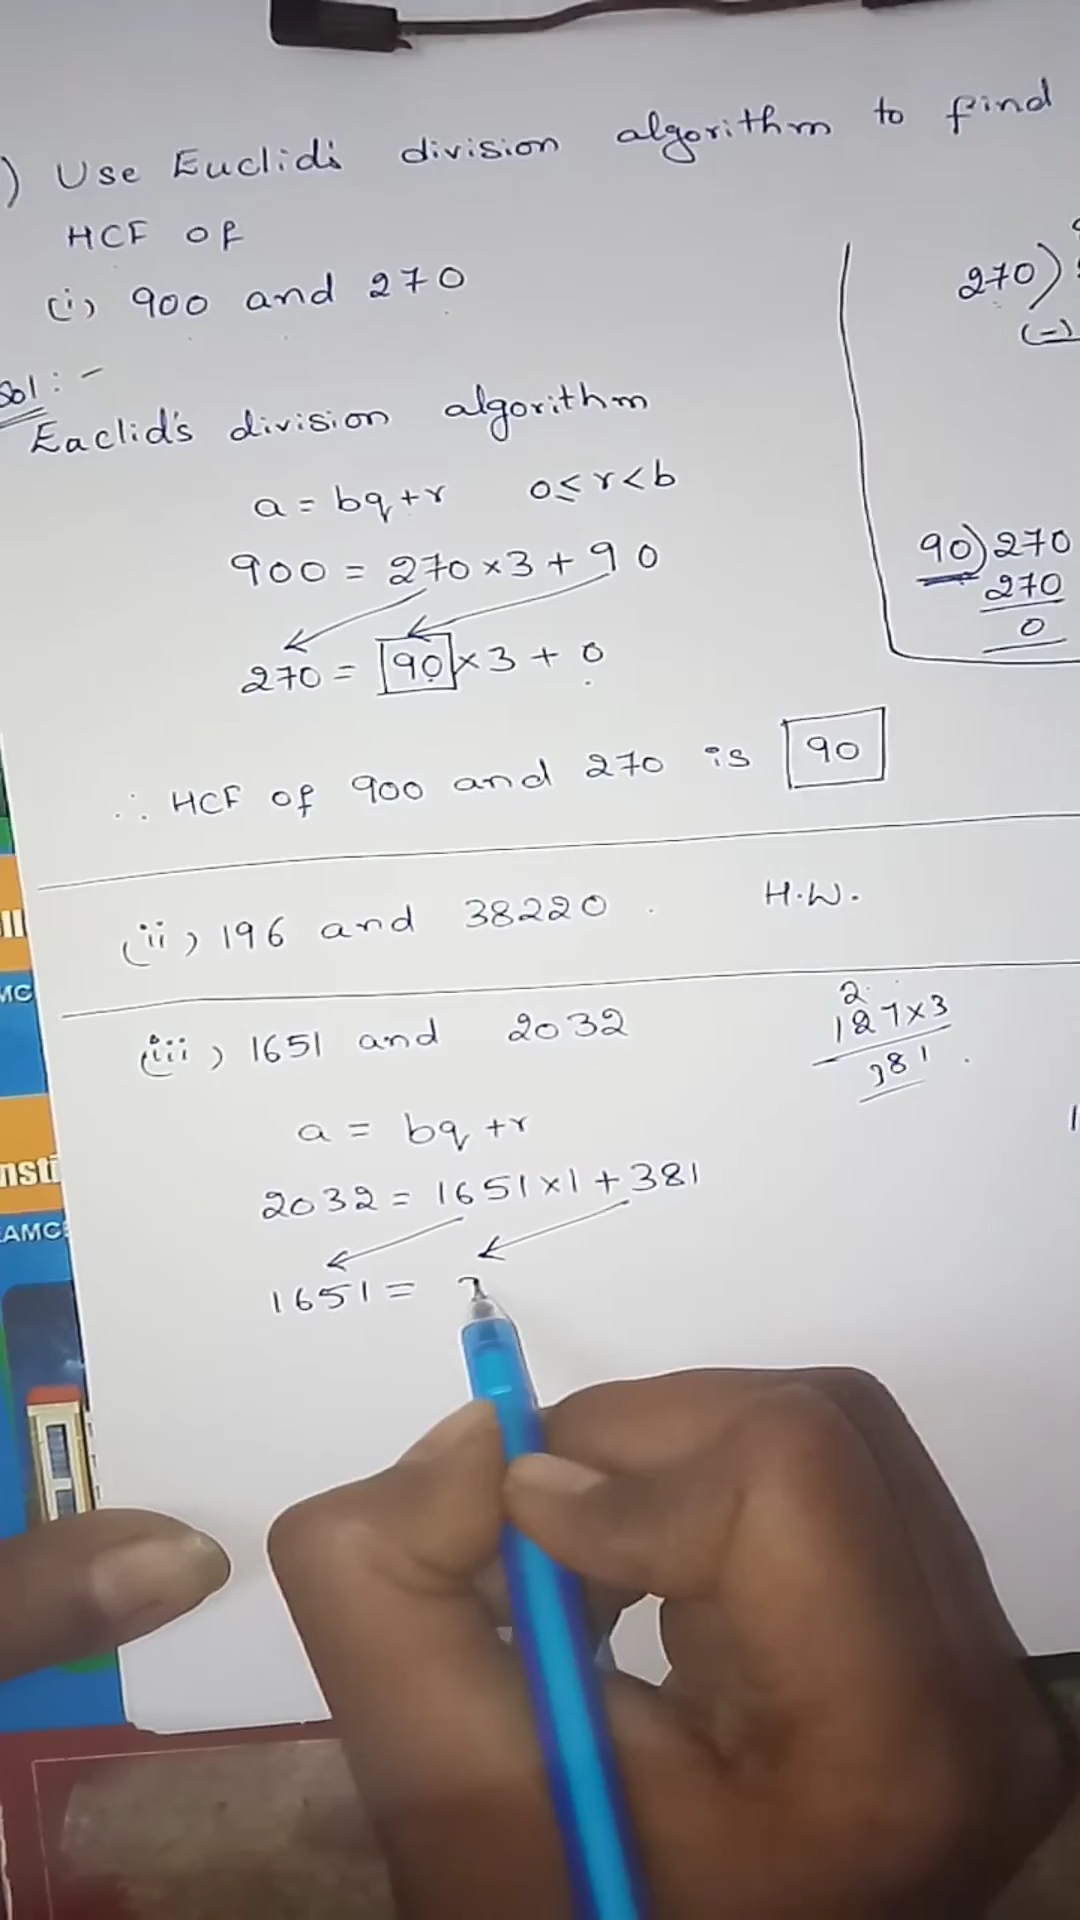 ) Use Euclid's division algorithm to find
HCF of
(i) 900 and 270
Sol :-
Eaclid's division algorithm
a = bq + r 0 ≤ r < b
900 = 270 × 3 + 90
270 = 90 × 3 + 0
∴ HCF of 900 and 270 is 90
270)
(-)
90)270
270
0
(ii) 196 and 38220. H.W.
(iii) 1651 and 2032
2
127×3
381
a = bq + r
2032 = 1651 × 1 + 381
1651 =
AMC